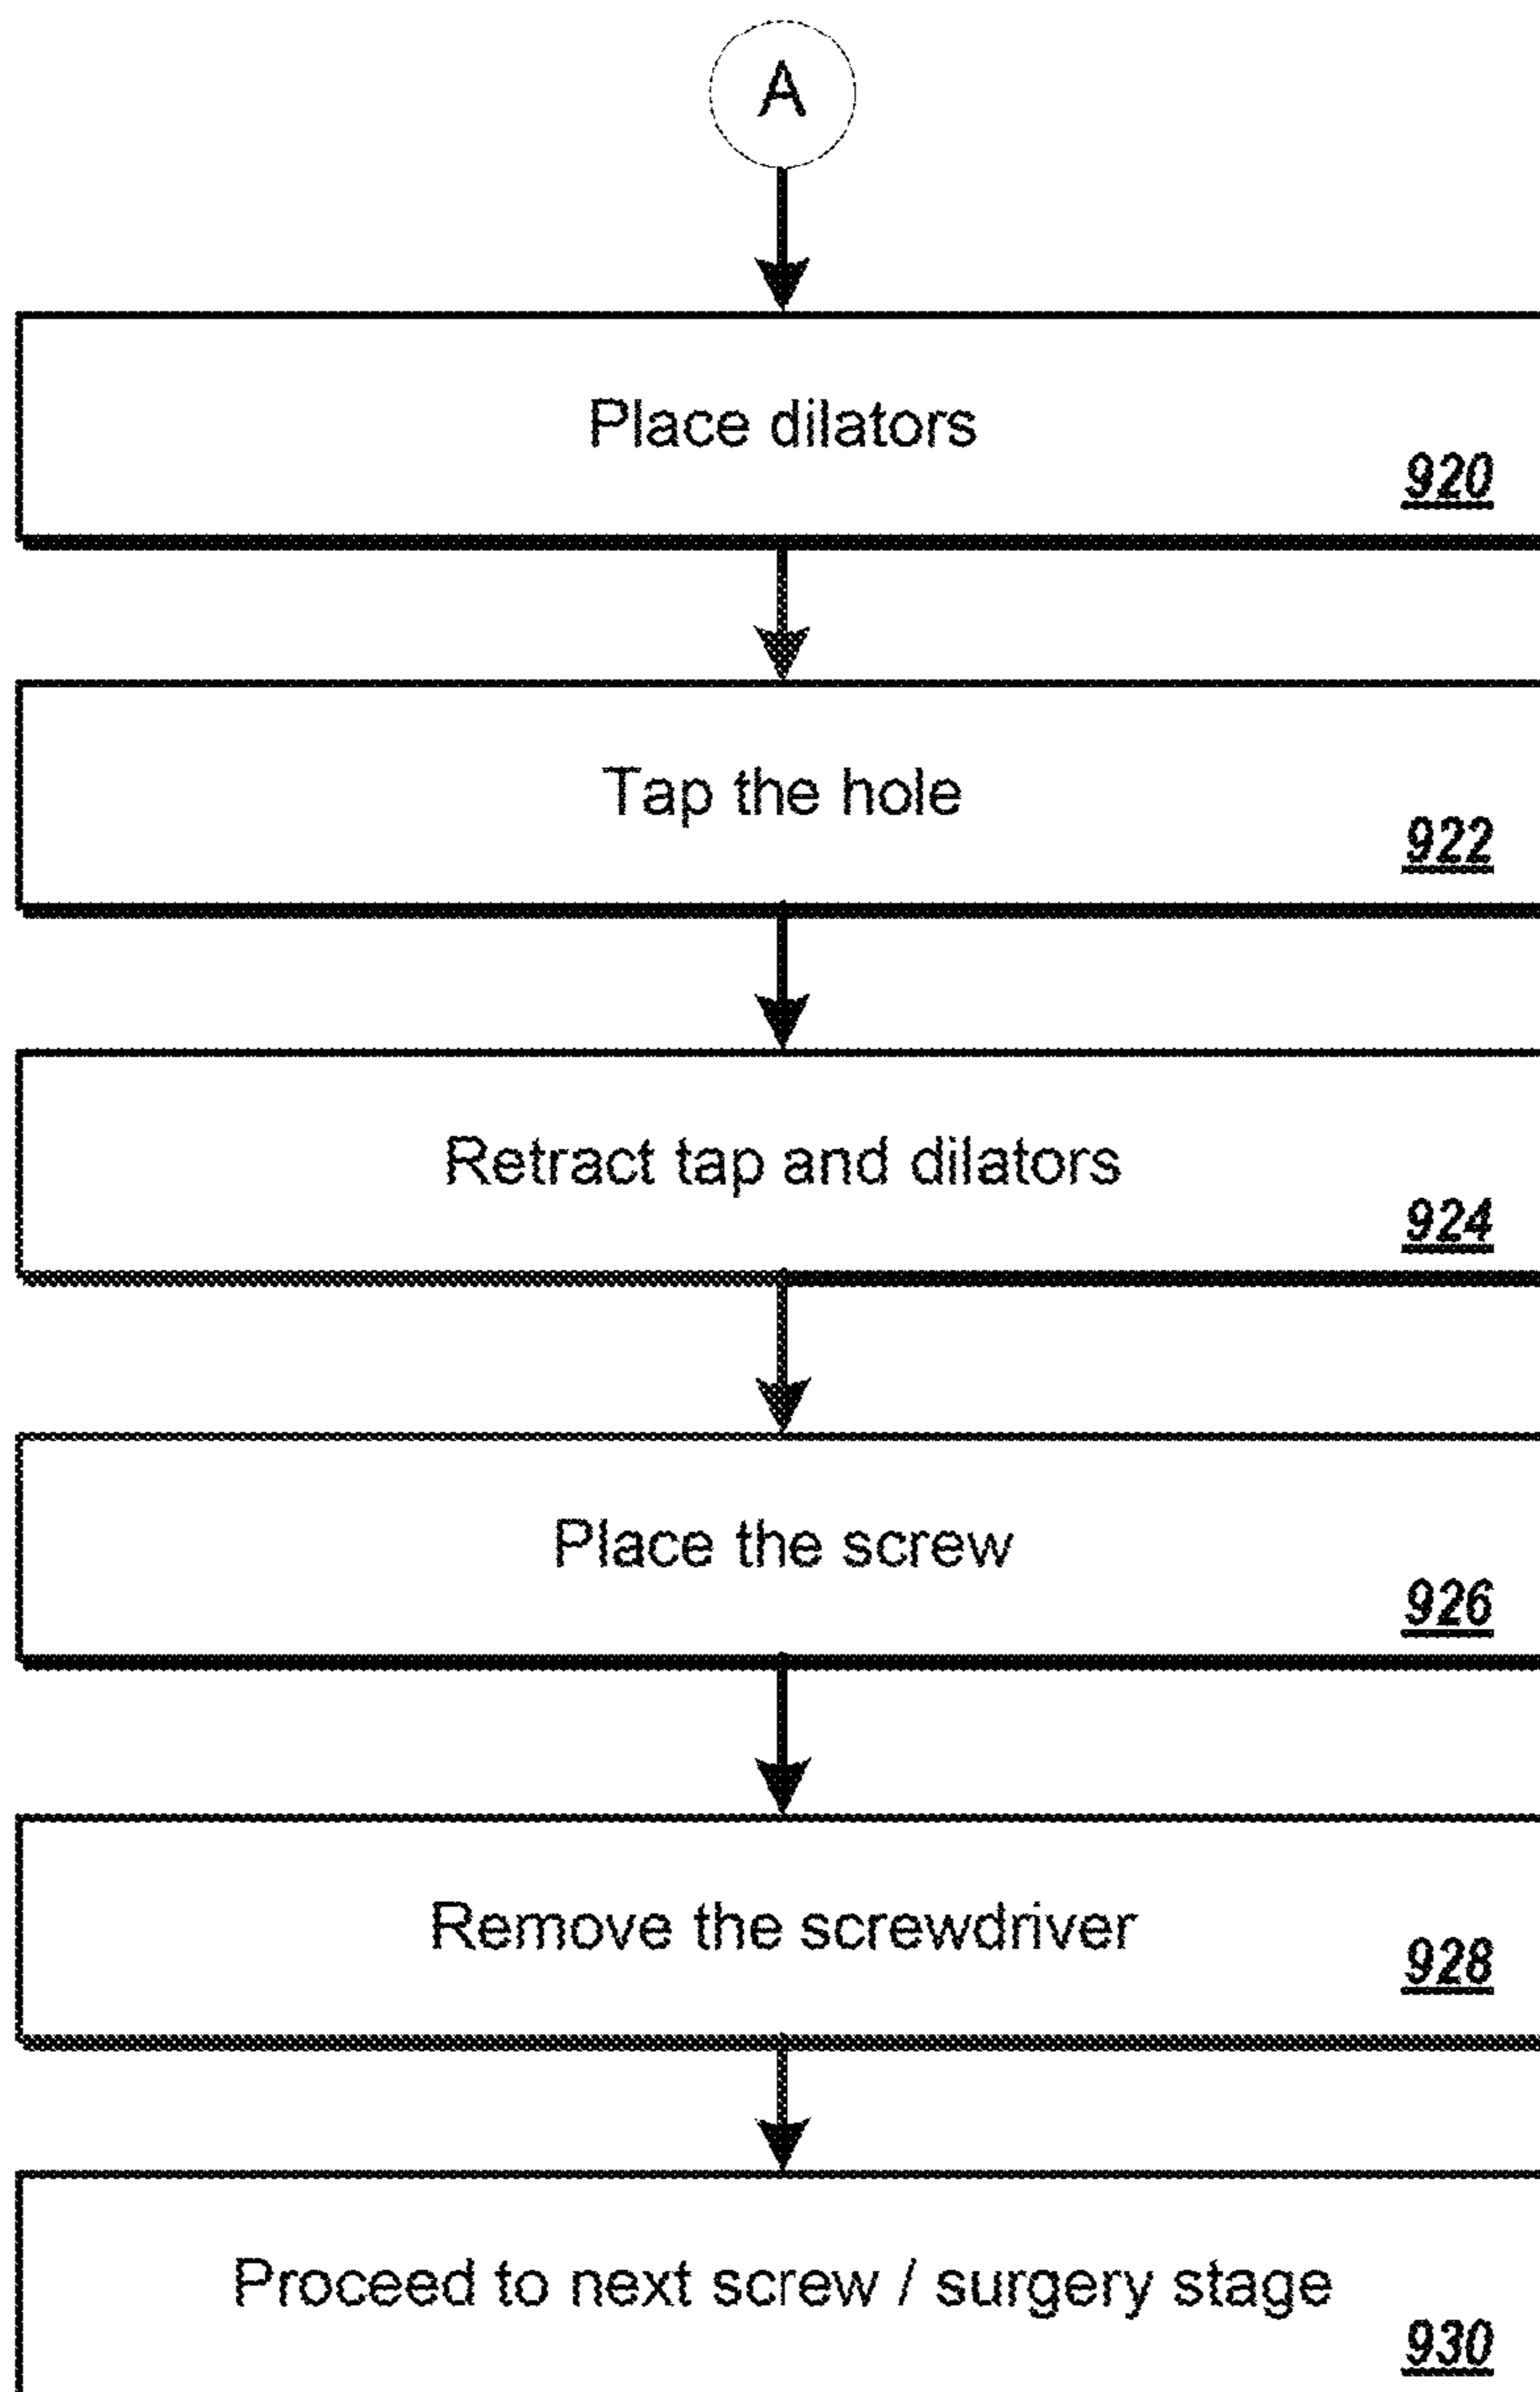 A
Place dilators
920
Tap the hole
922
Retract tap and dilators
924
Place the screw
926
Remove the screwdriver
928
Proceed to next screw / surgery stage
930